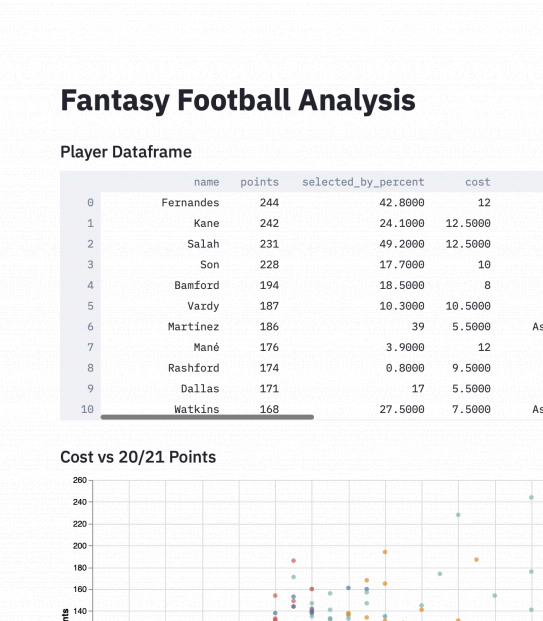 Fantasy Football Analysis
Player Dataframe
name points selected_by_percent cost
0 Fernandes 244 42.8000 12
1 Kane 242 24.1000 12.5000
2 Salah 231 49.2000 12.5000
3 Son 228 17.7000 10
4 Bamford 194 18.5000 8
5 Vardy 187 10.3000 10.5000
6 Martínez 186 39 5.5000 As
7 Mané 176 3.9000 12
8 Rashford 174 0.8000 9.5000
9 Dallas 171 17 5.5000
10 Watkins 168 27.5000 7.5000 As
Cost vs 20/21 Points
260
240
220
200
180
160
140
nts